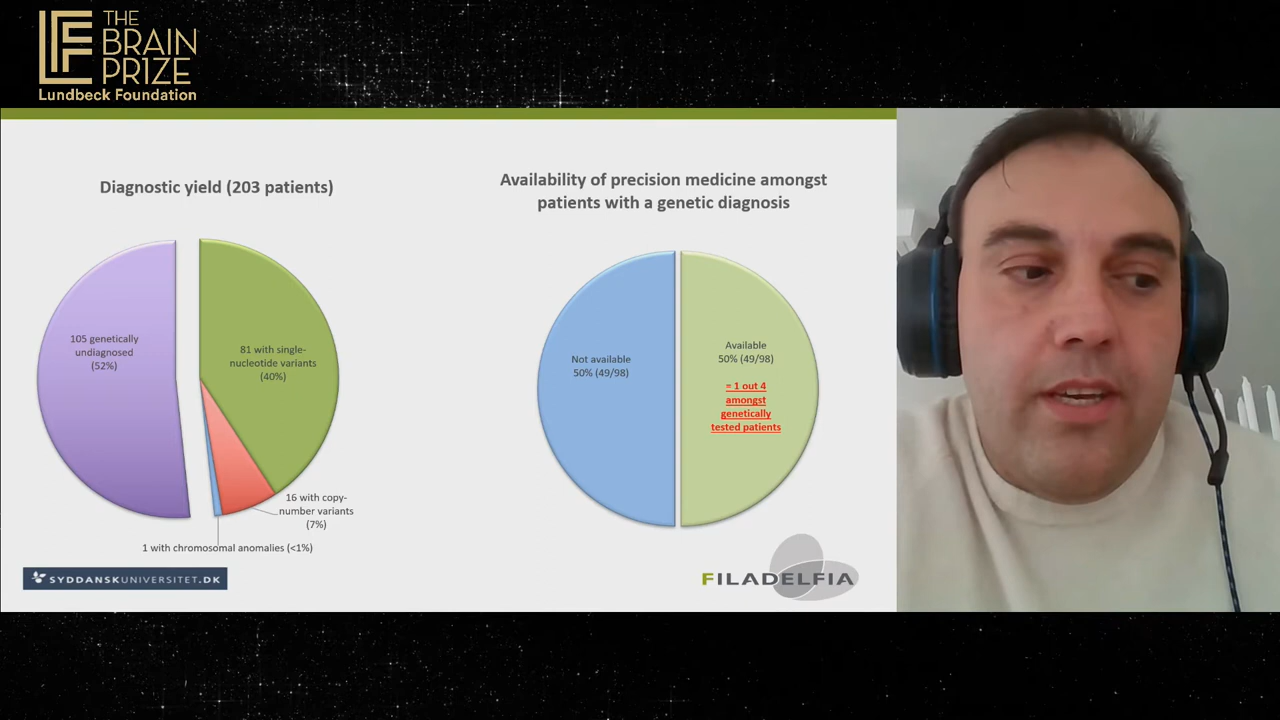 THE
BRAIN
PRIZE
Lundbeck Foundation
Diagnostic yield (203 patients)
105 genetically
undiagnosed
(52%)
81 with single-
nucleotide variants
(40%)
16 with copy-
number variants
(7%)
1 with chromosomal anomalies (<1%)
SYDDANSKUNIVERSITET.DK
Availability of precision medicine amongst
patients with a genetic diagnosis
Not available
50% (49/98)
Available
50% (49/98)
= 1 out 4
amongst
genetically
tested patients
FILADELFIA